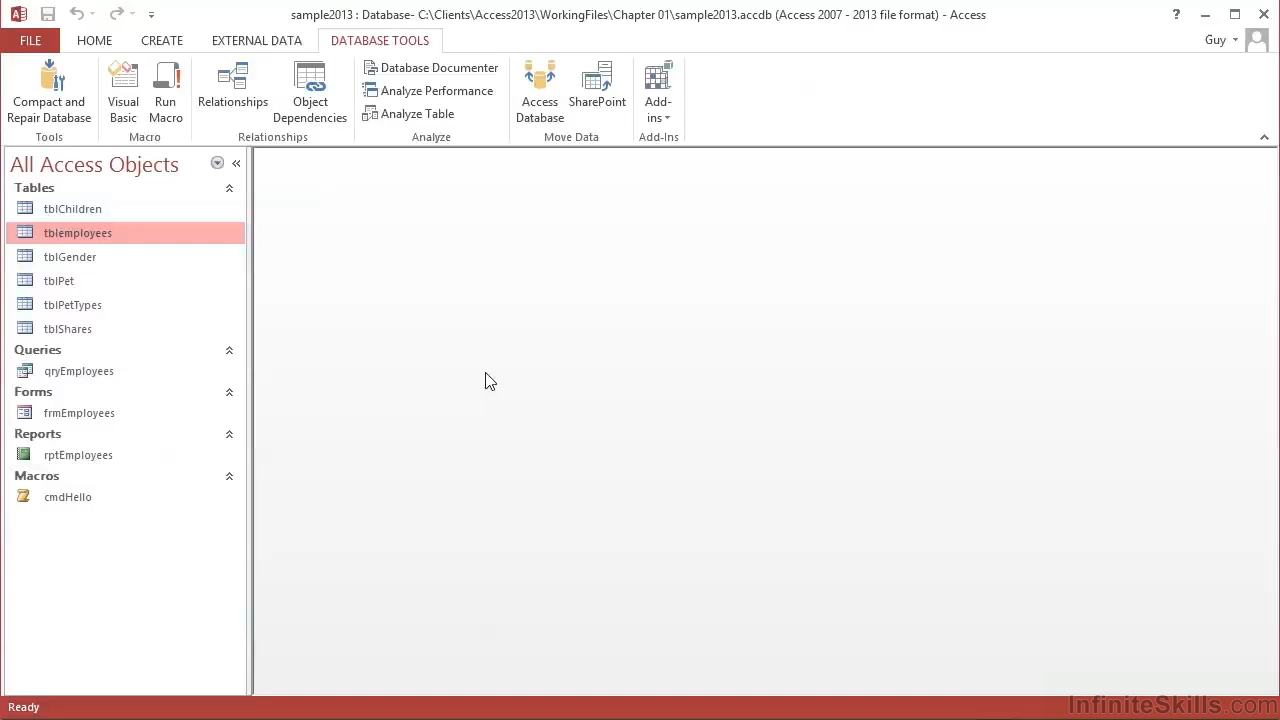 sample2013 : Database- C:\Clients\Access2013\WorkingFiles\Chapter 01\sample2013.accdb (Access 2007 - 2013 file format) - Access
?
FILE HOME CREATE EXTERNAL DATA DATABASE TOOLS
Guy
Compact and Repair Database
Visual Basic
Run Macro
Relationships
Object Dependencies
Database Documenter
Analyze Performance
Analyze Table
Access Database
SharePoint
Add-ins
Tools Macro Relationships Analyze Move Data Add-Ins
All Access Objects
Tables
tblChildren
tblemployees
tblGender
tblPet
tblPetTypes
tblShares
Queries
qryEmployees
Forms
frmEmployees
Reports
rptEmployees
Macros
cmdHello
Ready
InfiniteSkills.com